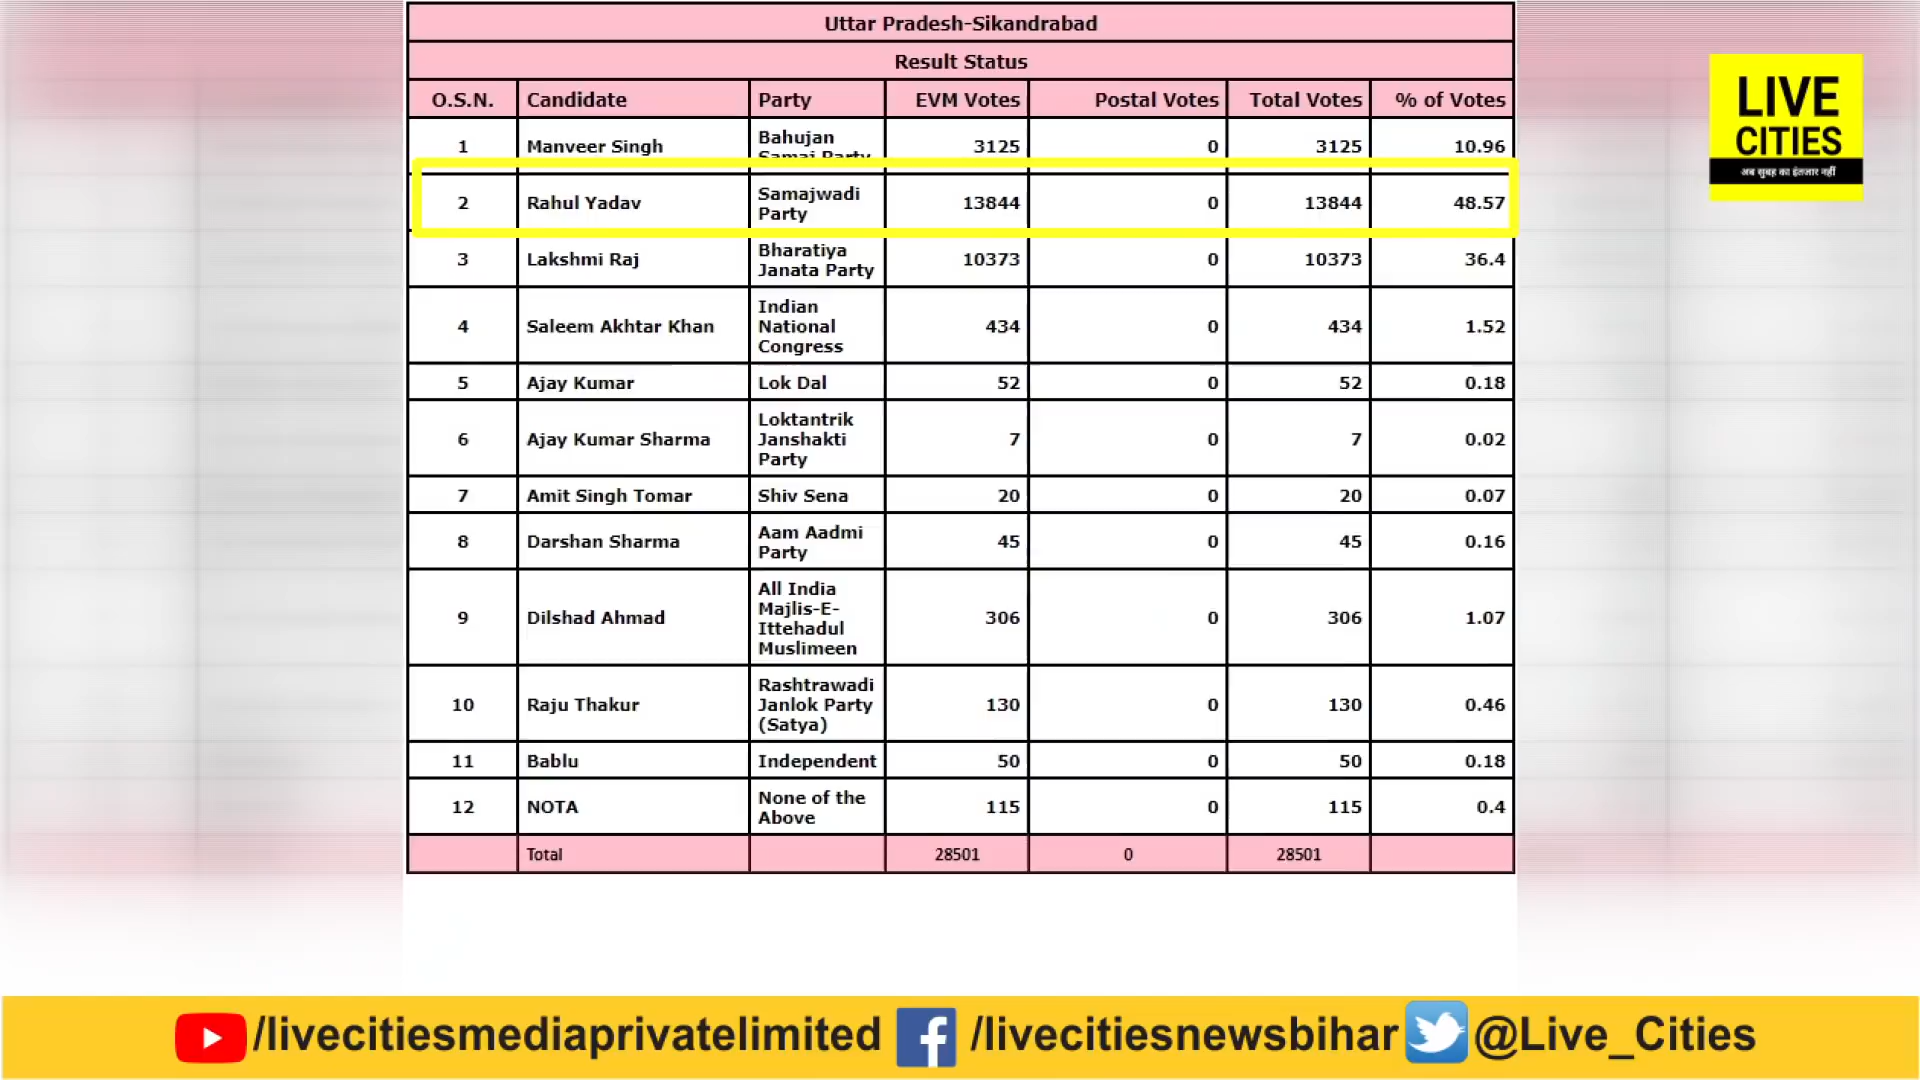 Uttar Pradesh-Sikandrabad
Result Status
O.S.N. Candidate Party EVM Votes Postal Votes Total Votes % of Votes
1 Manveer Singh Bahujan Samaj Party 3125 0 3125 10.96
2 Rahul Yadav Samajwadi Party 13844 0 13844 48.57
3 Lakshmi Raj Bharatiya Janata Party 10373 0 10373 36.4
4 Saleem Akhtar Khan Indian National Congress 434 0 434 1.52
5 Ajay Kumar Lok Dal 52 0 52 0.18
6 Ajay Kumar Sharma Loktantrik Janshakti Party 7 0 7 0.02
7 Amit Singh Tomar Shiv Sena 20 0 20 0.07
8 Darshan Sharma Aam Aadmi Party 45 0 45 0.16
9 Dilshad Ahmad All India Majlis-E-Ittehadul Muslimeen 306 0 306 1.07
10 Raju Thakur Rashtrawadi Janlok Party (Satya) 130 0 130 0.46
11 Bablu Independent 50 0 50 0.18
12 NOTA None of the Above 115 0 115 0.4
Total 28501 0 28501
LIVE
CITIES
अब सुबह का इंतजार नहीं
/livecitiesmediaprivatelimited /livecitiesnewsbihar @Live_Cities